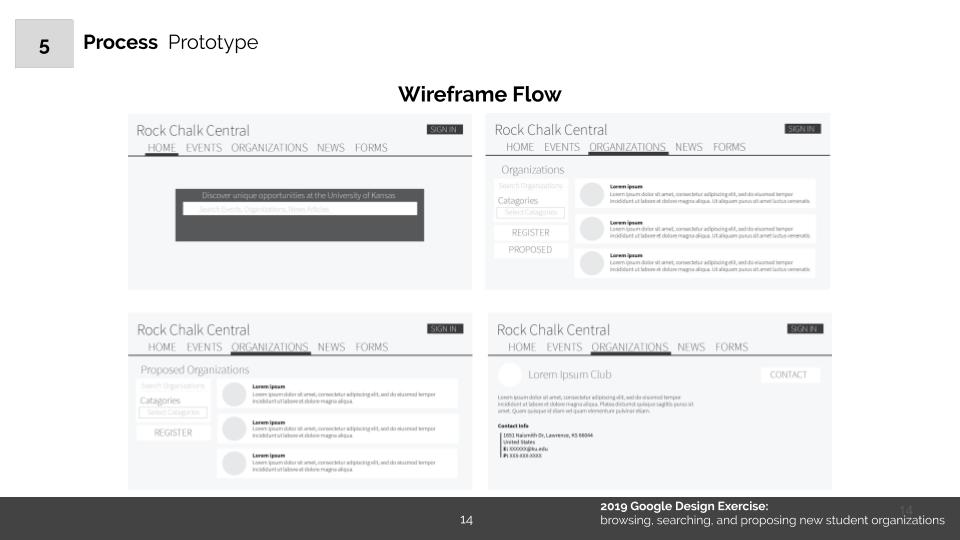 5
Process Prototype
Wireframe Flow
Rock Chalk Central
SIGN IN
HOME EVENTS ORGANIZATIONS NEWS FORMS
Discover unique opportunities at the University of Kansas
Search Events, Organizations, News Articles
Rock Chalk Central
SIGN IN
HOME EVENTS ORGANIZATIONS NEWS FORMS
Organizations
Search Organizations
Catagories
Select Catagories
REGISTER
PROPOSED
Lorem ipsum
Lorem ipsum dolor sit amet, consectetur adipiscing elit, sed do eiusmod tempor
incididunt ut labore et dolore magna aliqua. Ut aliquam purus sit amet luctus venenatis
Lorem ipsum
Lorem ipsum dolor sit amet, consectetur adipiscing elit, sed do eiusmod tempor
incididunt ut labore et dolore magna aliqua. Ut aliquam purus sit amet luctus venenatis
Lorem ipsum
Lorem ipsum dolor sit amet, consectetur adipiscing elit, sed do eiusmod tempor
incididunt ut labore et dolore magna aliqua. Ut aliquam purus sit amet luctus venenatis
Rock Chalk Central
SIGN IN
HOME EVENTS ORGANIZATIONS NEWS FORMS
Proposed Organizations
Search Organizations
Catagories
Select Catagories
REGISTER
Lorem ipsum
Lorem ipsum dolor sit amet, consectetur adipiscing elit, sed do eiusmod tempor
incididunt ut labore et dolore magna aliqua.
Lorem ipsum
Lorem ipsum dolor sit amet, consectetur adipiscing elit, sed do eiusmod tempor
incididunt ut labore et dolore magna aliqua.
Lorem ipsum
Lorem ipsum dolor sit amet, consectetur adipiscing elit, sed do eiusmod tempor
incididunt ut labore et dolore magna aliqua.
Rock Chalk Central
SIGN IN
HOME EVENTS ORGANIZATIONS NEWS FORMS
Lorem Ipsum Club
CONTACT
Lorem ipsum dolor sit amet, consectetur adipiscing elit, sed do eiusmod tempor
incididunt ut labore et dolore magna aliqua. Platea dictumst quisque sagittis purus sit
amet. Quam quisque id diam vel quam elementum pulvinar etiam.
Contact Info
1651 Naismith Dr, Lawrence, KS 66044
United States
E: XXXXXX@ku.edu
P: XXX-XXX-XXXX
14
2019 Google Design Exercise:
browsing, searching, and proposing new student organizations
14